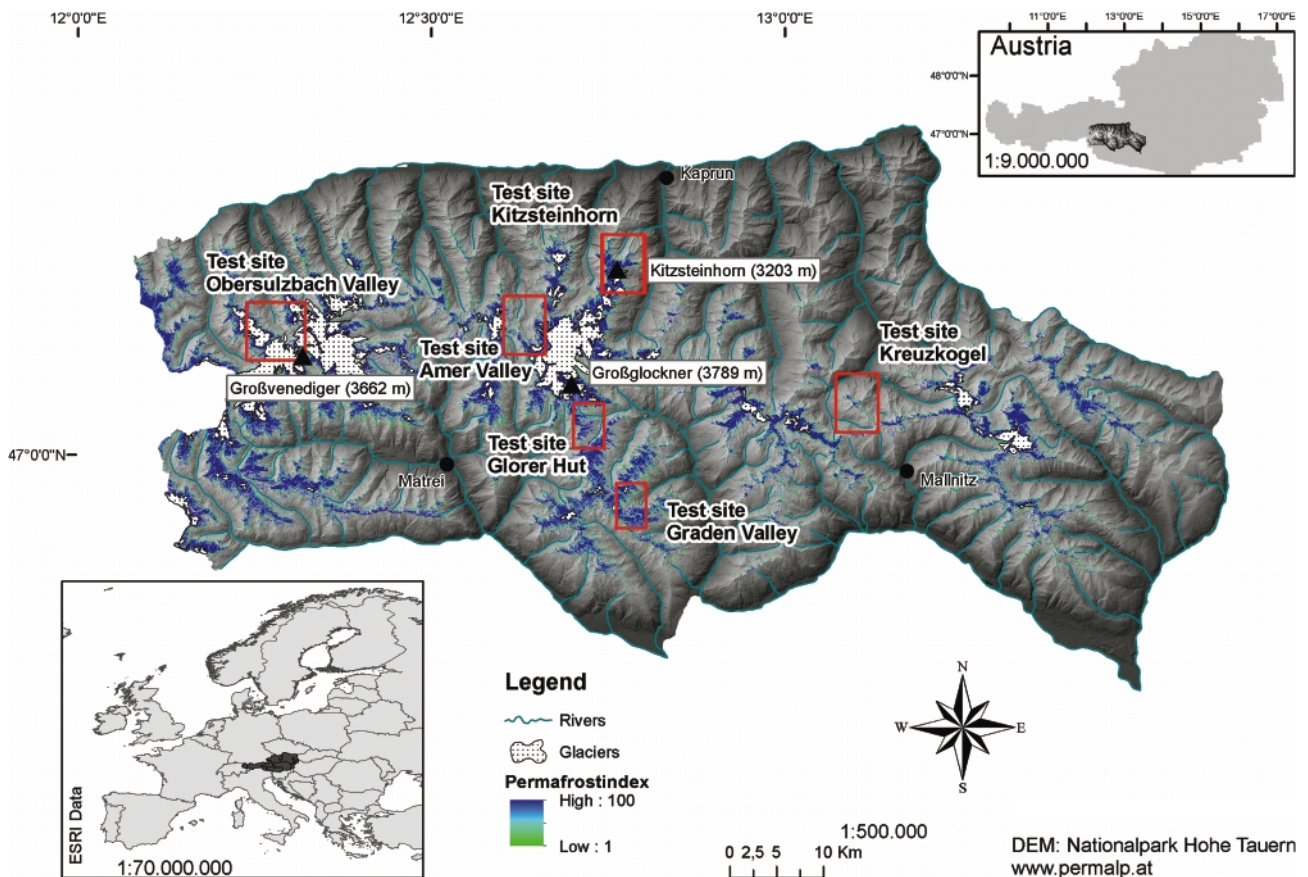 12°0'0"E
12°30'0"E
13°0'0"E
11°0'0"E
13°0'0"E
15°0'0"E
17°0'0"E
Austria
48°0'0"N
47°0'0"N
1:9.000.000
Kaprun
Test site
Kitzsteinhorn
Kitzsteinhorn (3203 m)
Test site
Obersulzbach Valley
Test site
Amer Valley
Großglockner (3789 m)
Test site
Kreuzkogel
Großvenediger (3662 m)
47°0'0"N
Matrei
Test site
Glorer Hut
Mallnitz
Test site
Graden Valley
ESRI Data
1:70.000.000
Legend
Rivers
Glaciers
Permafrostindex
High : 100
Low : 1
N
W
E
S
1:500.000
0 2,5 5 10 Km
DEM: Nationalpark Hohe Tauern
www.permalp.at